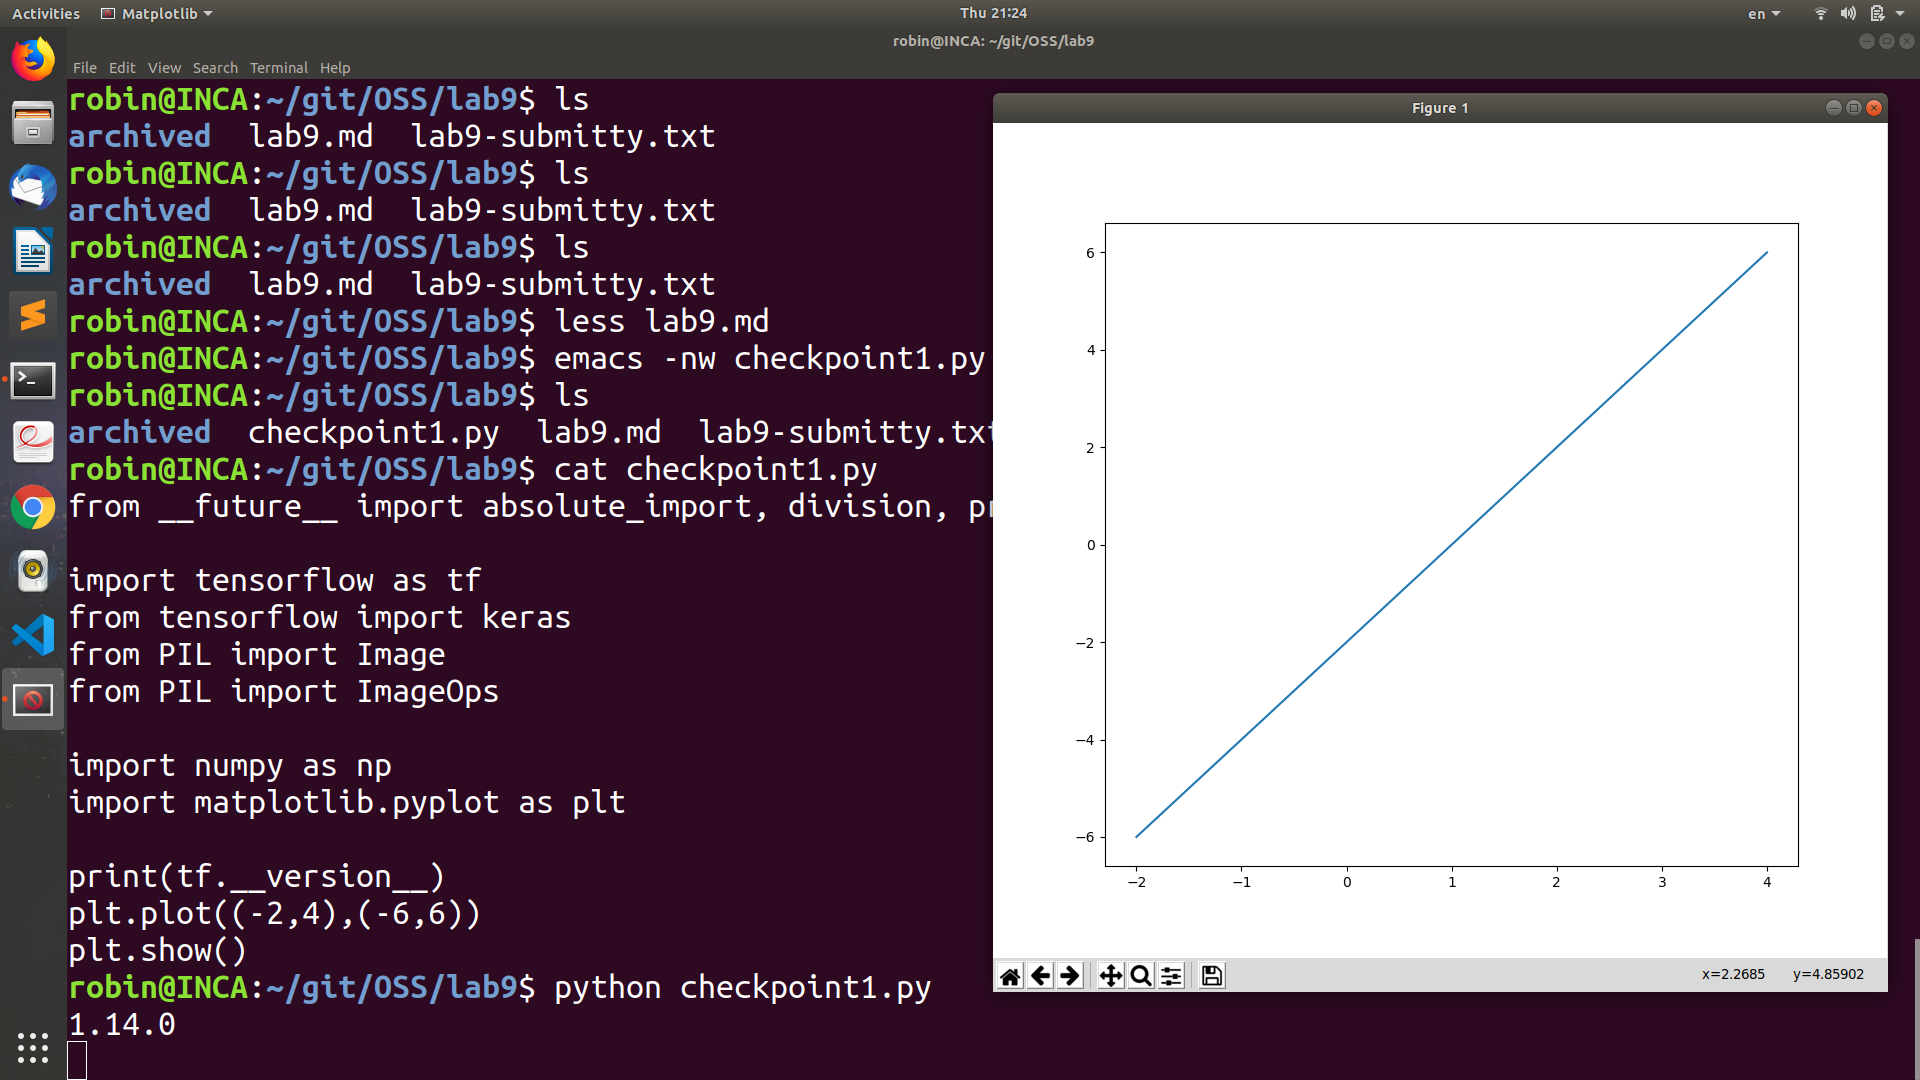 Activities Matplotlib Thu 21:24 en
robin@INCA: ~/git/OSS/lab9
File Edit View Search Terminal Help
robin@INCA:~/git/OSS/lab9$ ls
archived lab9.md lab9-submitty.txt
robin@INCA:~/git/OSS/lab9$ ls
archived lab9.md lab9-submitty.txt
robin@INCA:~/git/OSS/lab9$ ls
archived lab9.md lab9-submitty.txt
robin@INCA:~/git/OSS/lab9$ less lab9.md
robin@INCA:~/git/OSS/lab9$ emacs -nw checkpoint1.py
robin@INCA:~/git/OSS/lab9$ ls
archived checkpoint1.py lab9.md lab9-submitty.txt
robin@INCA:~/git/OSS/lab9$ cat checkpoint1.py
from __future__ import absolute_import, division,
import tensorflow as tf
from tensorflow import keras
from PIL import Image
from PIL import ImageOps
import numpy as np
import matplotlib.pyplot as plt
print(tf.__version__)
plt.plot((-2,4),(-6,6))
plt.show()
robin@INCA:~/git/OSS/lab9$ python checkpoint1.py
1.14.0
Figure 1
6
4
2
0
−2
−4
−6
−2 −1 0 1 2 3 4
x=2.2685 y=4.85902